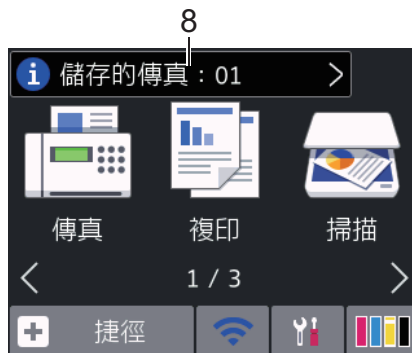 8
儲存的傳真：01
傳真 複印 掃描
1 / 3
捷徑